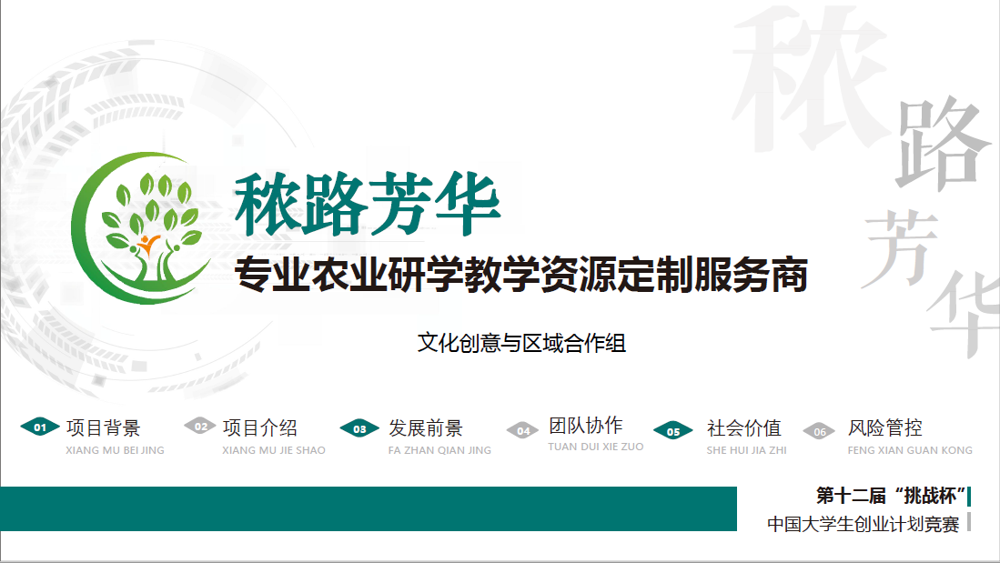 秾路芳华
秾路芳华
专业农业研学教学资源定制服务商
文化创意与区域合作组
01 项目背景
XIANG MU BEI JING
02 项目介绍
XIANG MU JIE SHAO
03 发展前景
FA ZHAN QIAN JING
04 团队协作
TUAN DUI XIE ZUO
05 社会价值
SHE HUI JIA ZHI
06 风险管控
FENG XIAN GUAN KONG
第十二届“挑战杯”
中国大学生创业计划竞赛